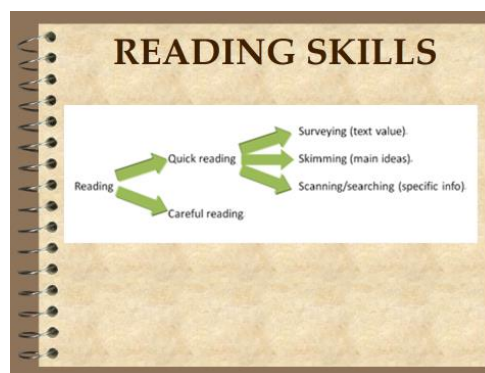 READING SKILLS
Surveying (text value).
Quick reading
Skimming (main ideas).
Reading
Scanning/searching (specific info).
Careful reading